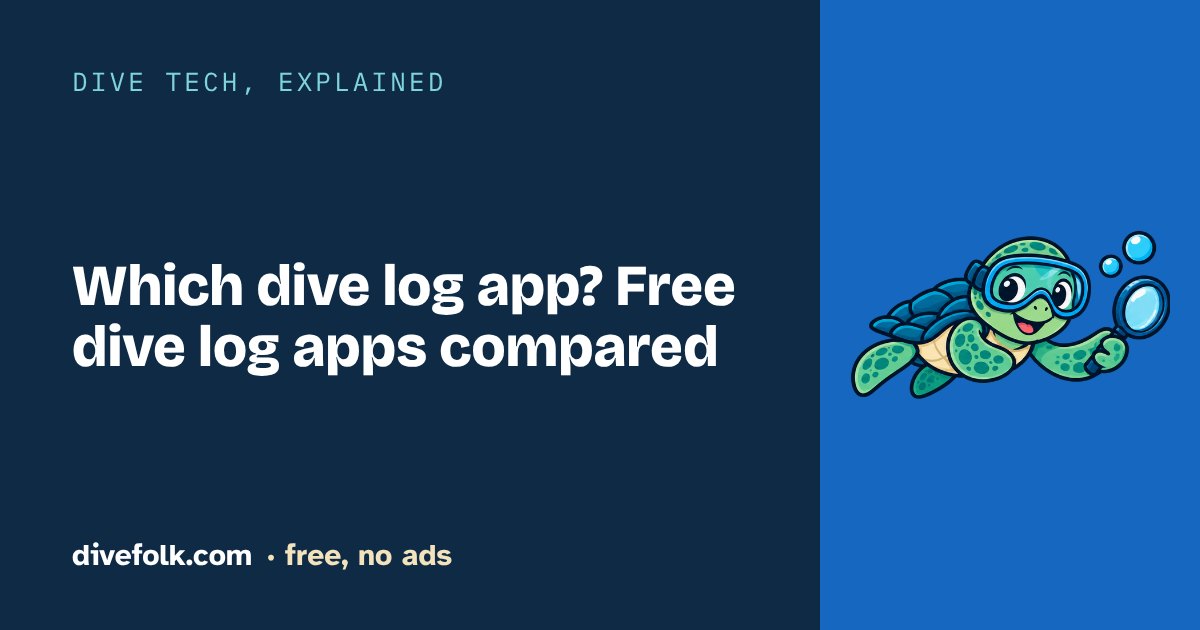 DIVE TECH, EXPLAINED
Which dive log app? Free
dive log apps compared
divefolk.com · free, no ads